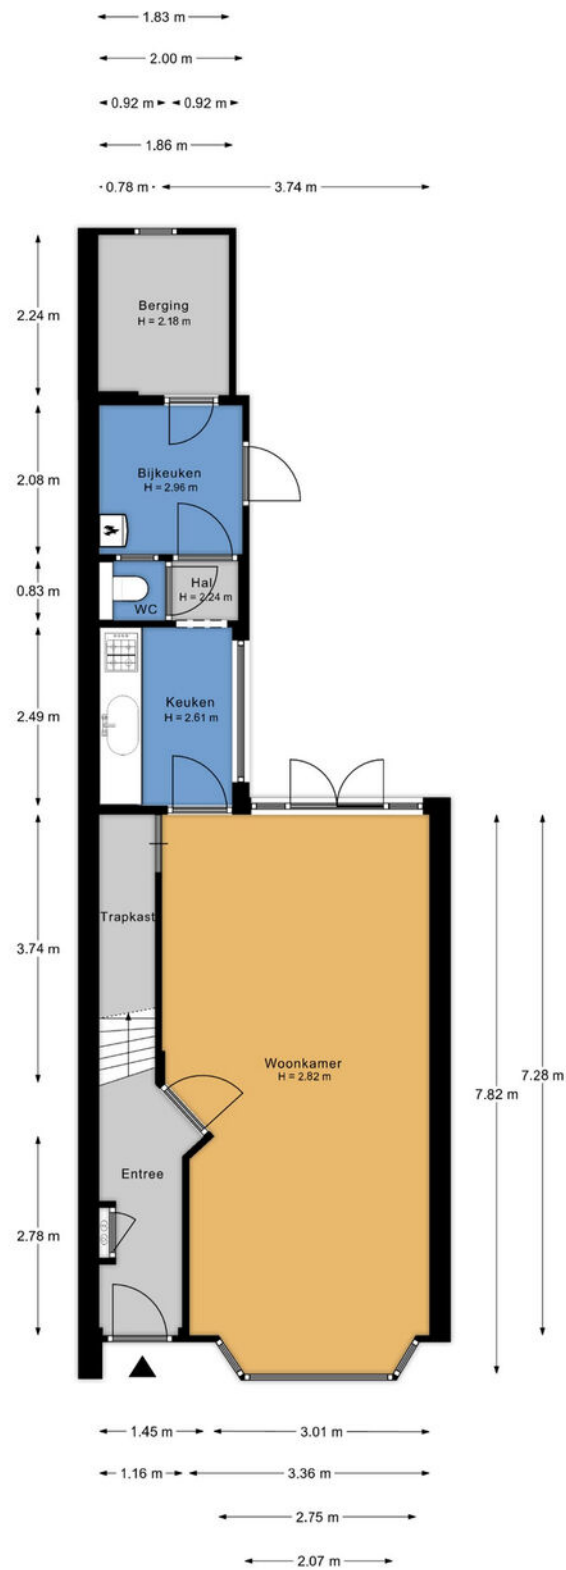 1.83 m
2.00 m
0.92 m 0.92 m
1.86 m
0.78 m 3.74 m
Berging
H = 2.18 m
2.24 m
Bijkeuken
H = 2.96 m
2.08 m
Hal
H = 2.24 m
0.83 m
WC
Keuken
H = 2.61 m
2.49 m
Trapkast
3.74 m
Woonkamer
H = 2.82 m
7.28 m
7.82 m
Entree
2.78 m
1.45 m 3.01 m
1.16 m 3.36 m
2.75 m
2.07 m